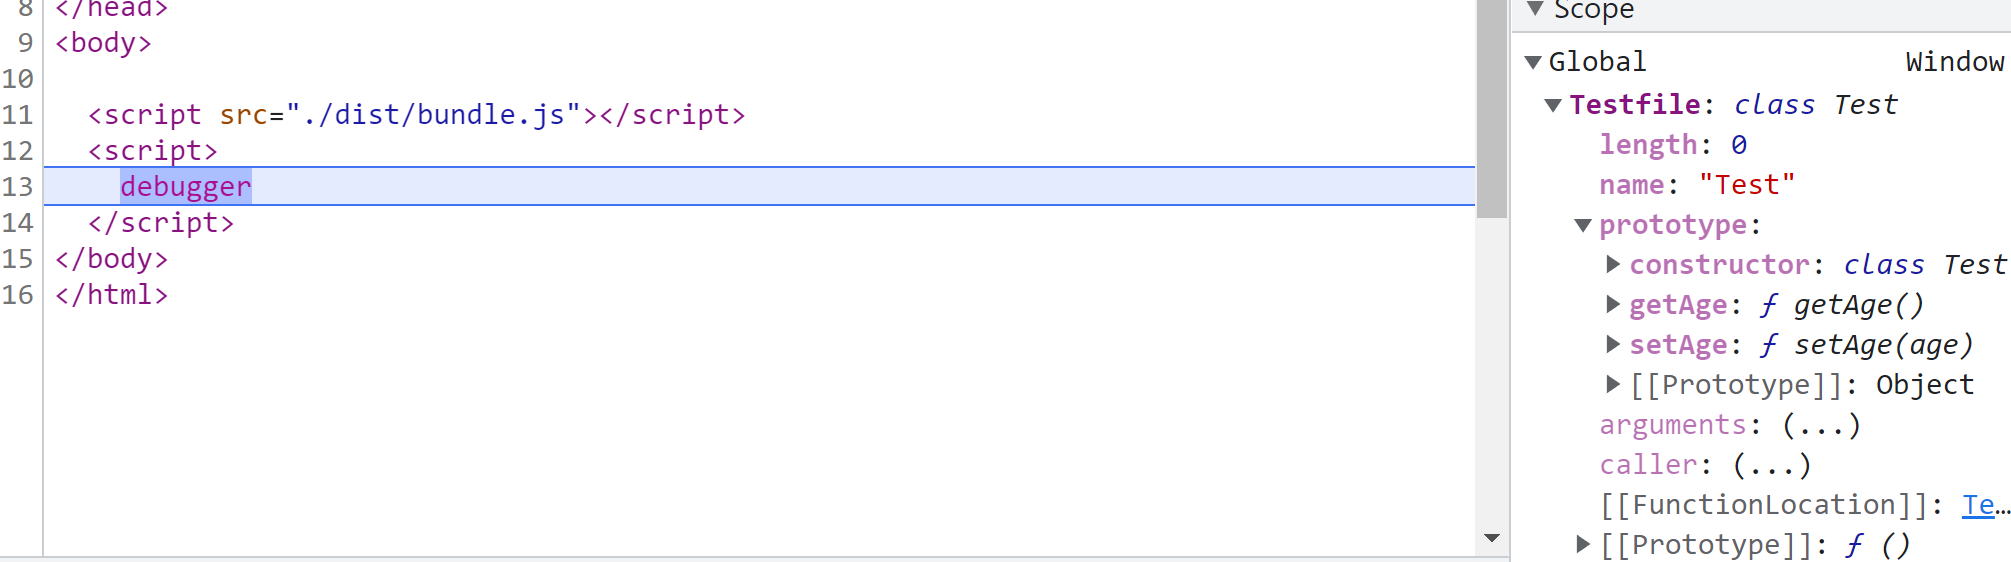 8 </head>
9 <body>
10
11 <script src="./dist/bundle.js"></script>
12 <script>
13 debugger
14 </script>
15 </body>
16 </html>
Scope
Global Window
Testfile: class Test
length: 0
name: "Test"
prototype:
constructor: class Test
getAge: ƒ getAge()
setAge: ƒ setAge(age)
[[Prototype]]: Object
arguments: (...)
caller: (...)
[[FunctionLocation]]: Te…
[[Prototype]]: ƒ ()